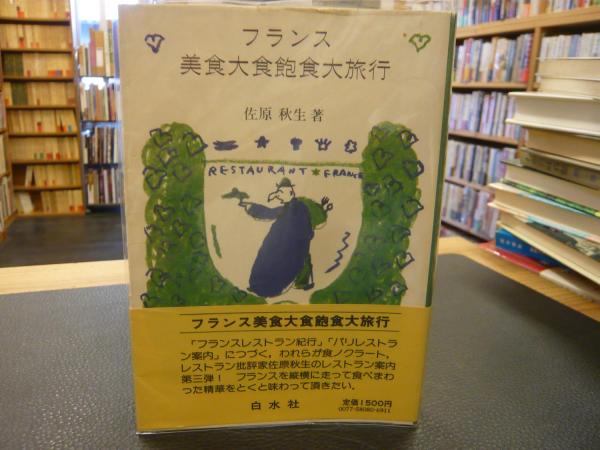 フランス
美食大食飽食大旅行
佐原 秋生 著
RESTAURANT★FRANCE
フランス美食大食飽食大旅行
「フランスレストラン紀行」「パリレストラ
ン案内」につづく,われらが食ノクラート,
レストラン批評家佐原秋生のレストラン案内
第三弾! フランスを縦横に走って食べまわ
った精華をとくと味わって頂きたい。
白水社
定価1500円
0077-58080-6911